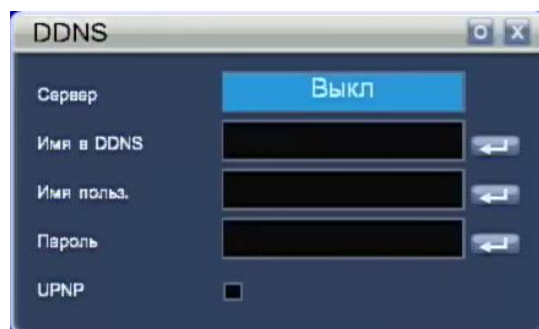 DDNS
Сервер
Выкл
Имя в DDNS
Имя польз.
Пароль
UPNP